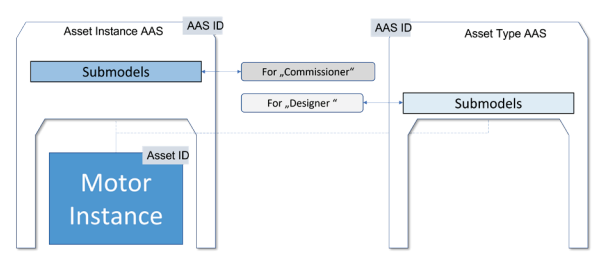 Asset Instance AAS
AAS ID
AAS ID
Asset Type AAS
Submodels
For „Commissioner“
For „Designer “
Submodels
Asset ID
Motor
Instance